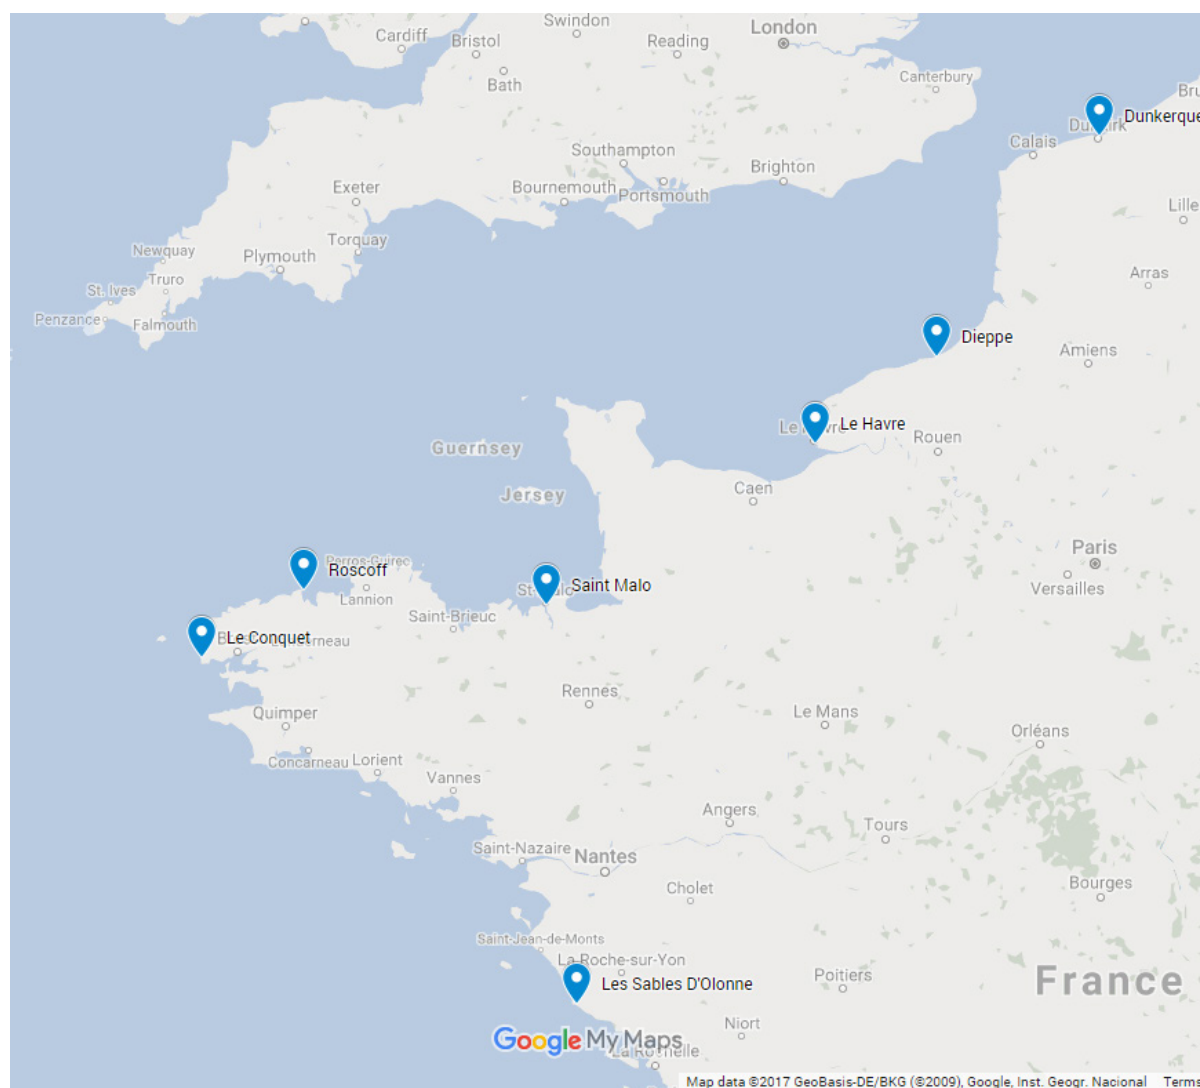 Swindon
London
Cardiff
Bristol
Reading
Bath
Canterbury
Bru
Dunkerque
Calais
Southampton
Brighton
Exeter
Bournemouth
Portsmouth
Lille
Newquay
Torquay
Plymouth
Truro
St. Ives
Arras
Penzance
Falmouth
Dieppe
Amiens
Le Havre
Rouen
Guernsey
Jersey
Caen
Paris
Perros-Guirec
Roscoff
Saint Malo
Versailles
Lannion
Saint-Brieuc
Le Conquet
Rennes
Quimper
Le Mans
Orléans
Concarneau
Lorient
Vannes
Angers
Tours
Saint-Nazaire
Nantes
Cholet
Bourges
Saint-Jean-de-Monts
La Roche-sur-Yon
Poitiers
France
Les Sables D'Olonne
Niort
Google My Maps
La Rochelle
Map data ©2017 GeoBasis-DE/BKG (©2009), Google, Inst. Geogr. Nacional Terms